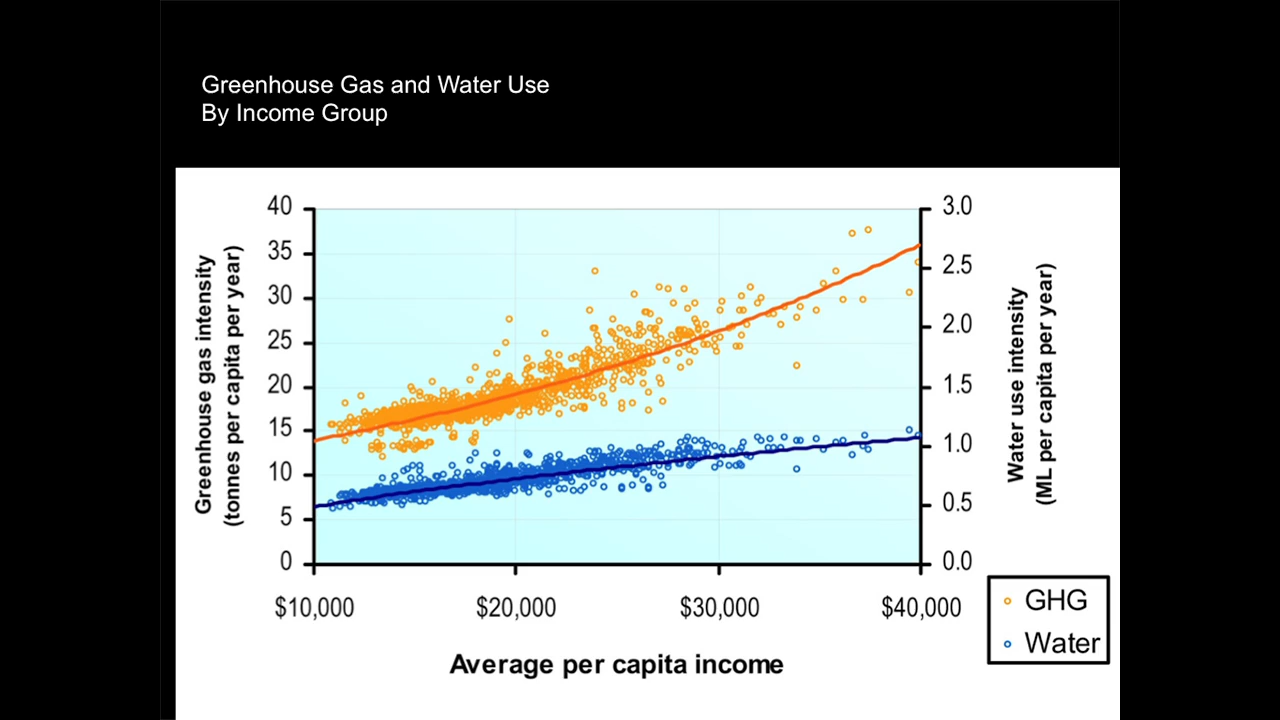 Greenhouse Gas and Water Use
By Income Group
Greenhouse gas intensity
(tonnes per capita per year)
40
35
30
25
20
15
10
5
0
3.0
2.5
2.0
1.5
1.0
0.5
0.0
Water use intensity
(ML per capita per year)
$10,000
$20,000
$30,000
$40,000
Average per capita income
GHG
Water